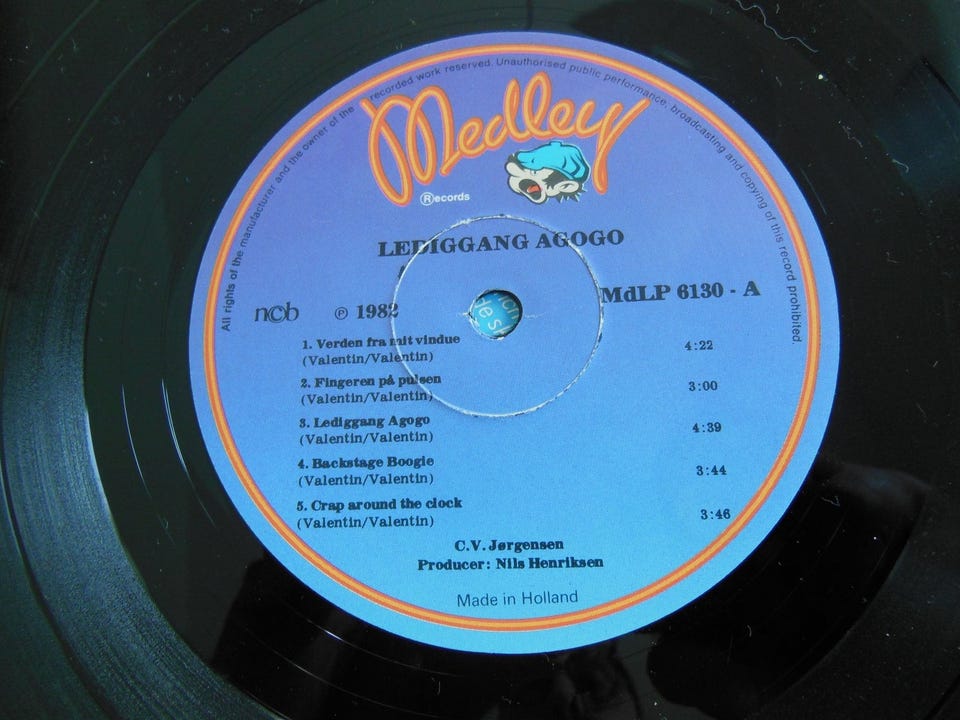 All rights of the manufacturer and the owner of the recorded work reserved. Unauthorised public performance, broadcasting and copying of this record prohibited.
Medley
®ecords
LEDIGGANG AGOGO
MdLP 6130 - A
n©b ℗ 1982
1. Verden fra mit vindue 4:22
(Valentin/Valentin)
2. Fingeren på pulsen 3:00
(Valentin/Valentin)
3. Lediggang Agogo 4:39
(Valentin/Valentin)
4. Backstage Boogie 3:44
(Valentin/Valentin)
5. Crap around the clock 3:46
(Valentin/Valentin)
C.V. Jørgensen
Producer: Nils Henriksen
Made in Holland